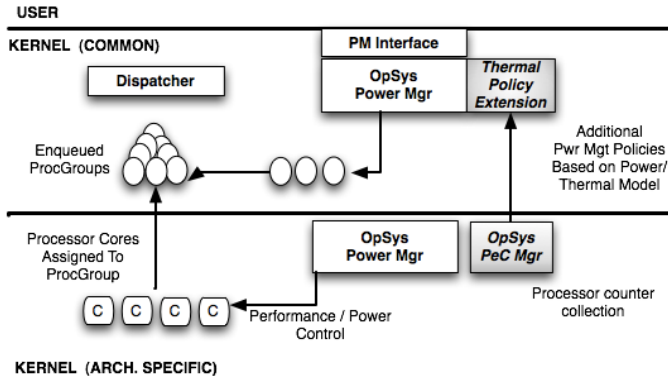 USER
KERNEL (COMMON)
PM Interface
Dispatcher
OpSys
Power Mgr
Thermal
Policy
Extension
Enqueued
ProcGroups
Additional
Pwr Mgt Policies
Based on Power/
Thermal Model
Processor Cores
Assigned To
ProcGroup
OpSys
Power Mgr
OpSys
PeC Mgr
C C C C
Performance / Power
Control
Processor counter
collection
KERNEL (ARCH. SPECIFIC)